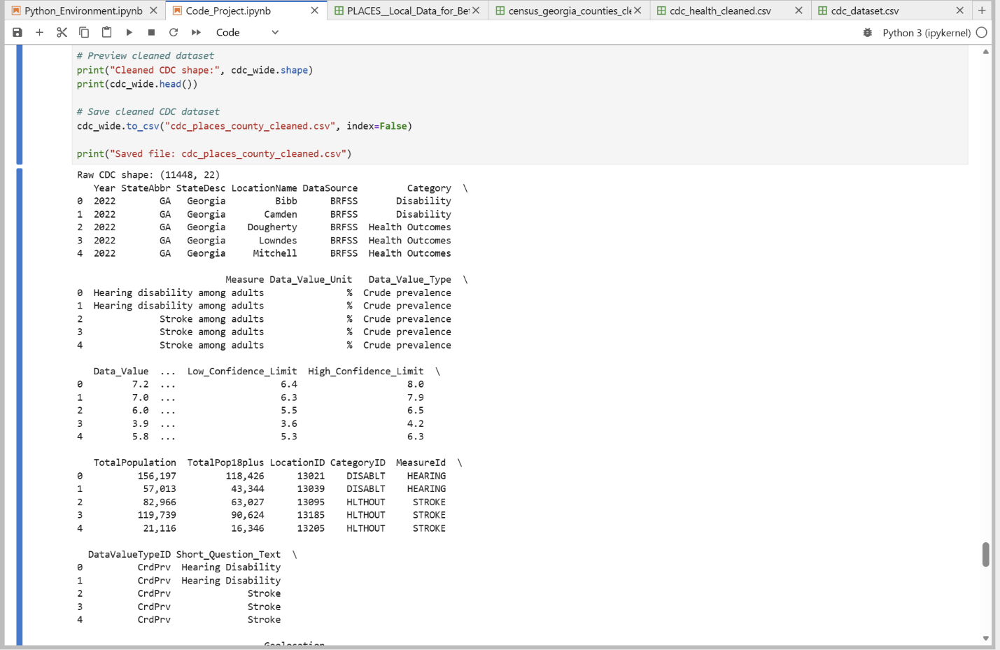 Python_Environment.ipynb
Code_Project.ipynb
PLACES__Local_Data_for_Bet
census_georgia_counties_cle
cdc_health_cleaned.csv
cdc_dataset.csv
Code
Python 3 (ipykernel)
# Preview cleaned dataset
print("Cleaned CDC shape:", cdc_wide.shape)
print(cdc_wide.head())
# Save cleaned CDC dataset
cdc_wide.to_csv("cdc_places_county_cleaned.csv", index=False)
print("Saved file: cdc_places_county_cleaned.csv")
Raw CDC shape: (11448, 22)
Year StateAbbr StateDesc LocationName DataSource Category \
0 2022 GA Georgia Bibb BRFSS Disability
1 2022 GA Georgia Camden BRFSS Disability
2 2022 GA Georgia Dougherty BRFSS Health Outcomes
3 2022 GA Georgia Lowndes BRFSS Health Outcomes
4 2022 GA Georgia Mitchell BRFSS Health Outcomes
Measure Data_Value_Unit Data_Value_Type \
0 Hearing disability among adults % Crude prevalence
1 Hearing disability among adults % Crude prevalence
2 Stroke among adults % Crude prevalence
3 Stroke among adults % Crude prevalence
4 Stroke among adults % Crude prevalence
Data_Value ... Low_Confidence_Limit High_Confidence_Limit \
0 7.2 ... 6.4 8.0
1 7.0 ... 6.3 7.9
2 6.0 ... 5.5 6.5
3 3.9 ... 3.6 4.2
4 5.8 ... 5.3 6.3
TotalPopulation TotalPop18plus LocationID CategoryID MeasureId \
0 156,197 118,426 13021 DISABLT HEARING
1 57,013 43,344 13039 DISABLT HEARING
2 82,966 63,027 13095 HLTHOUT STROKE
3 119,739 90,624 13185 HLTHOUT STROKE
4 21,116 16,346 13205 HLTHOUT STROKE
DataValueTypeID Short_Question_Text \
0 CrdPrv Hearing Disability
1 CrdPrv Hearing Disability
2 CrdPrv Stroke
3 CrdPrv Stroke
4 CrdPrv Stroke
Geolocation